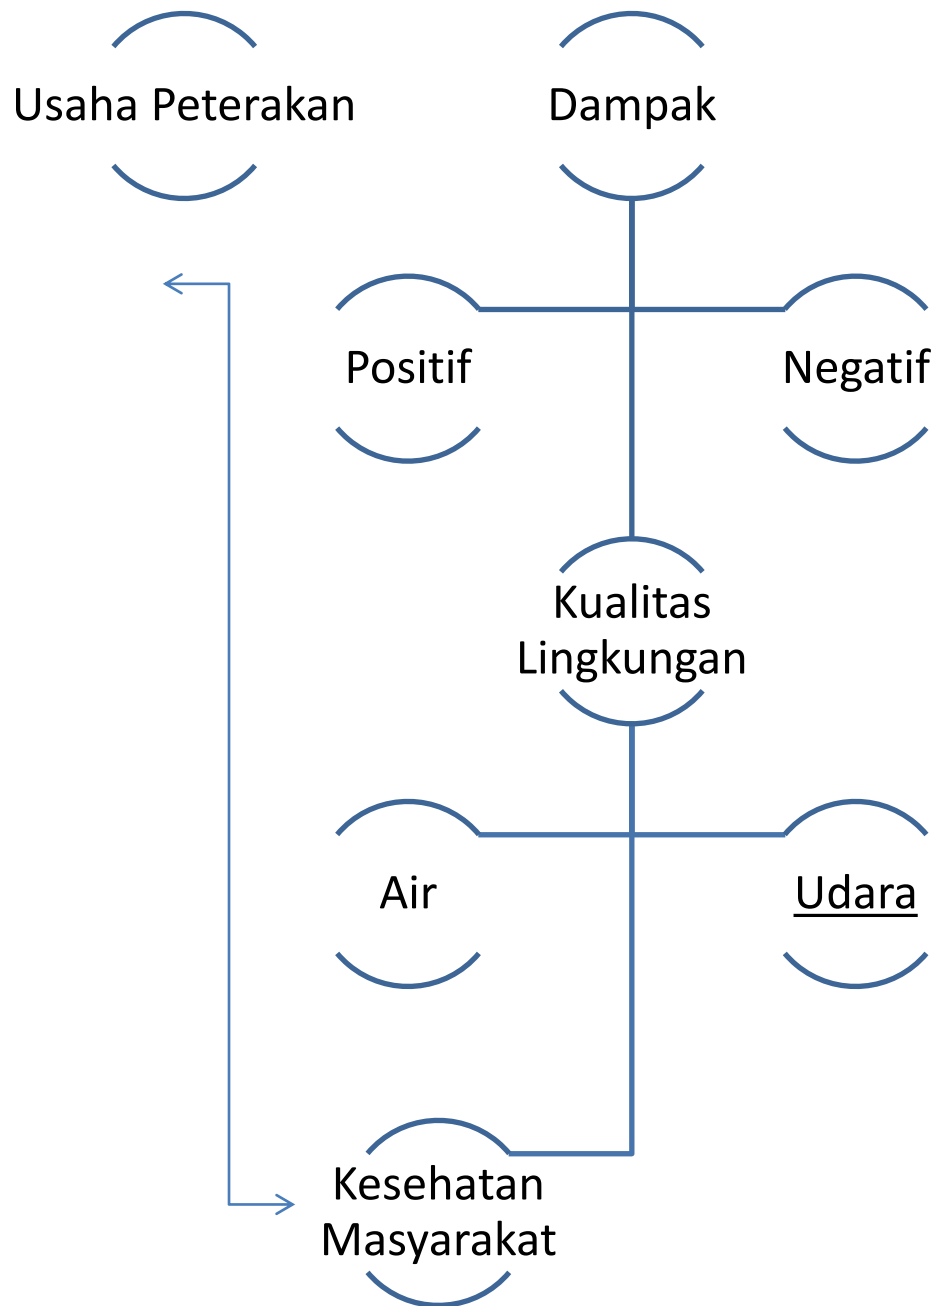 Usaha Peterakan
Dampak
Positif
Negatif
Kualitas
Lingkungan
Air
Udara
Kesehatan
Masyarakat